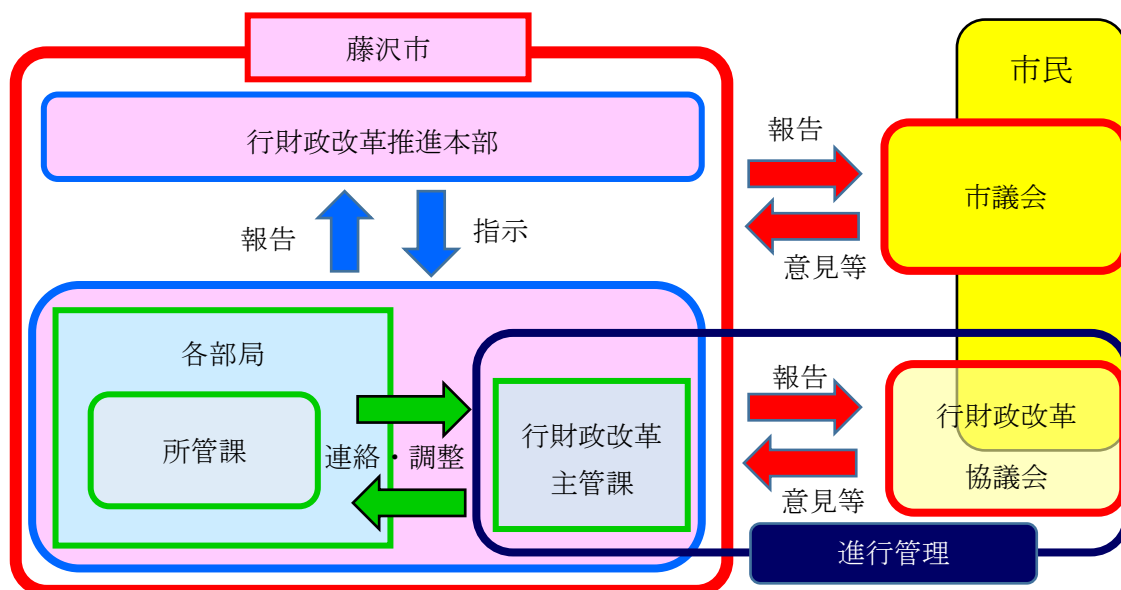 藤沢市
市民
行財政改革推進本部
報告
市議会
意見等
報告
指示
各部局
所管課
連絡・調整
行財政改革
主管課
報告
意見等
行財政改革
協議会
進行管理